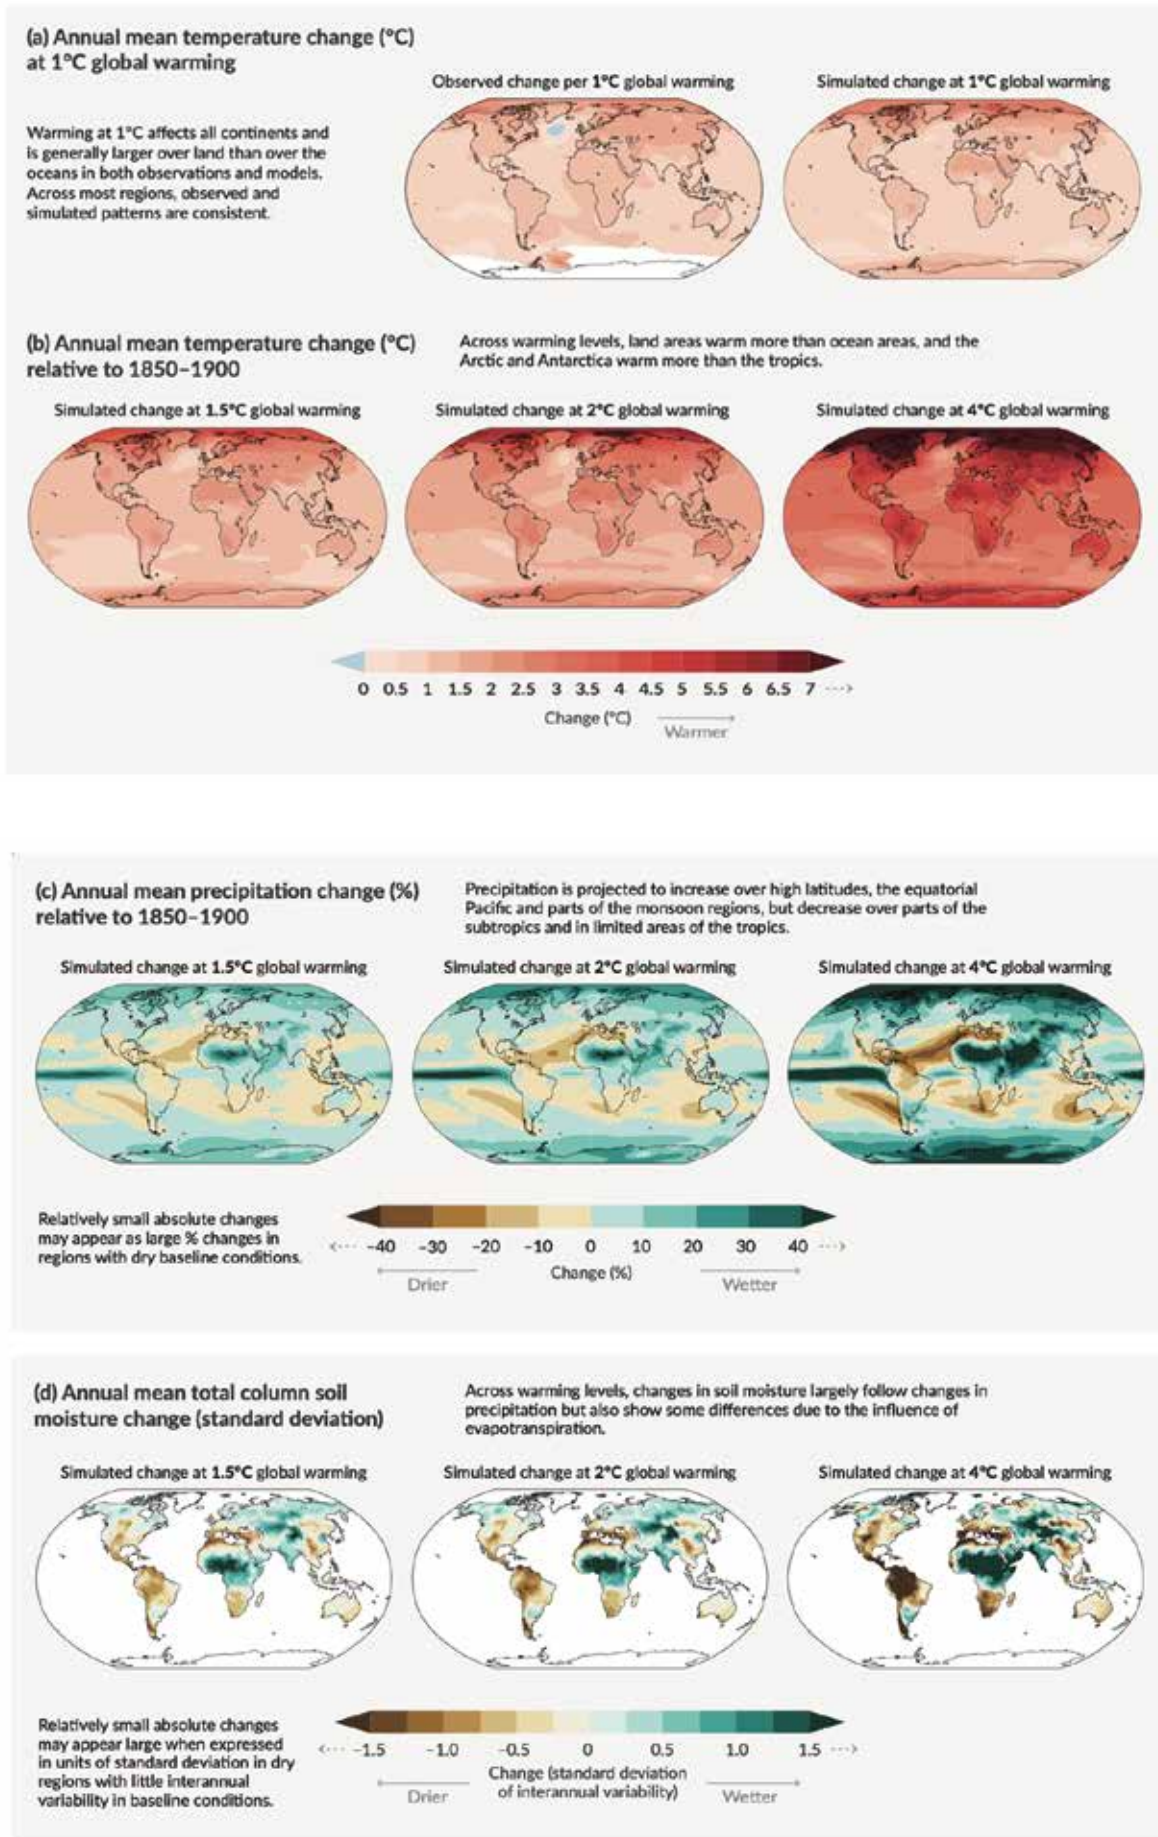 (a) Annual mean temperature change (°C)
at 1°C global warming
Observed change per 1°C global warming
Simulated change at 1°C global warming
Warming at 1°C affects all continents and
is generally larger over land than over the
oceans in both observations and models.
Across most regions, observed and
simulated patterns are consistent.
(b) Annual mean temperature change (°C)
relative to 1850–1900
Across warming levels, land areas warm more than ocean areas, and the
Arctic and Antarctica warm more than the tropics.
Simulated change at 1.5°C global warming
Simulated change at 2°C global warming
Simulated change at 4°C global warming
0 0.5 1 1.5 2 2.5 3 3.5 4 4.5 5 5.5 6 6.5 7
Change (°C)
Warmer
(c) Annual mean precipitation change (%)
relative to 1850–1900
Precipitation is projected to increase over high latitudes, the equatorial
Pacific and parts of the monsoon regions, but decrease over parts of the
subtropics and in limited areas of the tropics.
Simulated change at 1.5°C global warming
Simulated change at 2°C global warming
Simulated change at 4°C global warming
Relatively small absolute changes
may appear as large % changes in
regions with dry baseline conditions.
−40 −30 −20 −10 0 10 20 30 40
Change (%)
Drier
Wetter
(d) Annual mean total column soil
moisture change (standard deviation)
Across warming levels, changes in soil moisture largely follow changes in
precipitation but also show some differences due to the influence of
evapotranspiration.
Simulated change at 1.5°C global warming
Simulated change at 2°C global warming
Simulated change at 4°C global warming
Relatively small absolute changes
may appear large when expressed
in units of standard deviation in dry
regions with little interannual
variability in baseline conditions.
−1.5 −1.0 −0.5 0 0.5 1.0 1.5
Change (standard deviation
of interannual variability)
Drier
Wetter